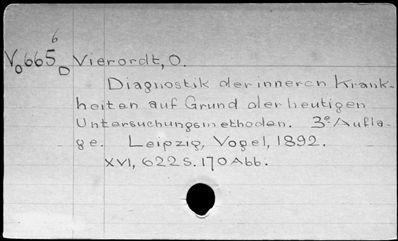 6
Vo665D Vierordt, O.
Diagnostik der inneren Krank-
heiten auf Grund der heutigen
Untersuchungsmethoden. 3e Aufla-
ge. Leipzig, Vogel, 1892.
XVI, 622 S. 170 Abb.